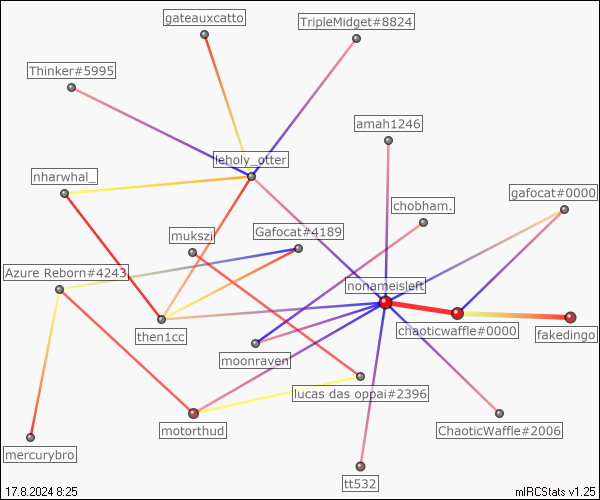 gateauxcatto
TripleMidget#8824
Thinker#5995
amah1246
leholy_otter
nharwhal_
gafocat#0000
chobham.
mukszi
Gafocat#4189
Azure Reborn#4243
nonameisleft
then1cc
chaoticwaffle#0000
fakedingo
moonraven
lucas das oppai#2396
motorthud
ChaoticWaffle#2006
mercurybro
tt532
17.8.2024 8:25
mIRCStats v1.25